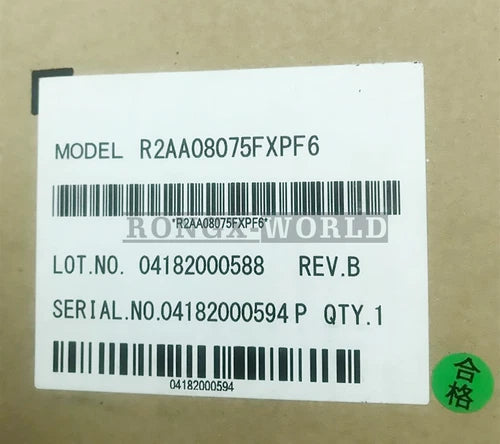 MODEL R2AA08075FXPF6
*R2AA08075FXPF6*
RONGX-WORLD
LOT.NO. 04182000588 REV.B
SERIAL.NO.04182000594 P QTY.1
04182000594
合格